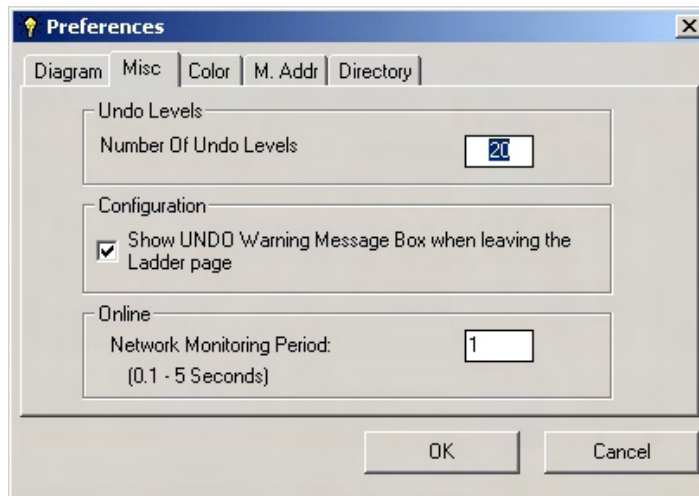 Preferences
Diagram Misc Color M. Addr Directory
Undo Levels
Number Of Undo Levels 20
Configuration
Show UNDO Warning Message Box when leaving the
Ladder page
Online
Network Monitoring Period: 1
(0.1 - 5 Seconds)
OK Cancel